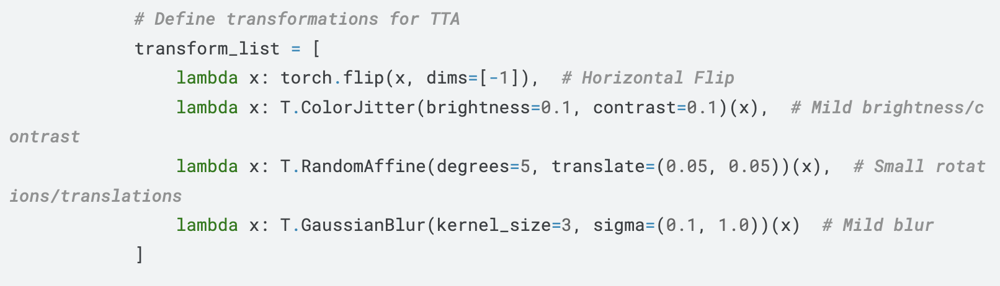 # Define transformations for TTA
transform_list = [
lambda x: torch.flip(x, dims=[-1]),  # Horizontal Flip
lambda x: T.ColorJitter(brightness=0.1, contrast=0.1)(x),  # Mild brightness/c
ontrast
lambda x: T.RandomAffine(degrees=5, translate=(0.05, 0.05))(x),  # Small rotat
ions/translations
lambda x: T.GaussianBlur(kernel_size=3, sigma=(0.1, 1.0))(x)  # Mild blur
]